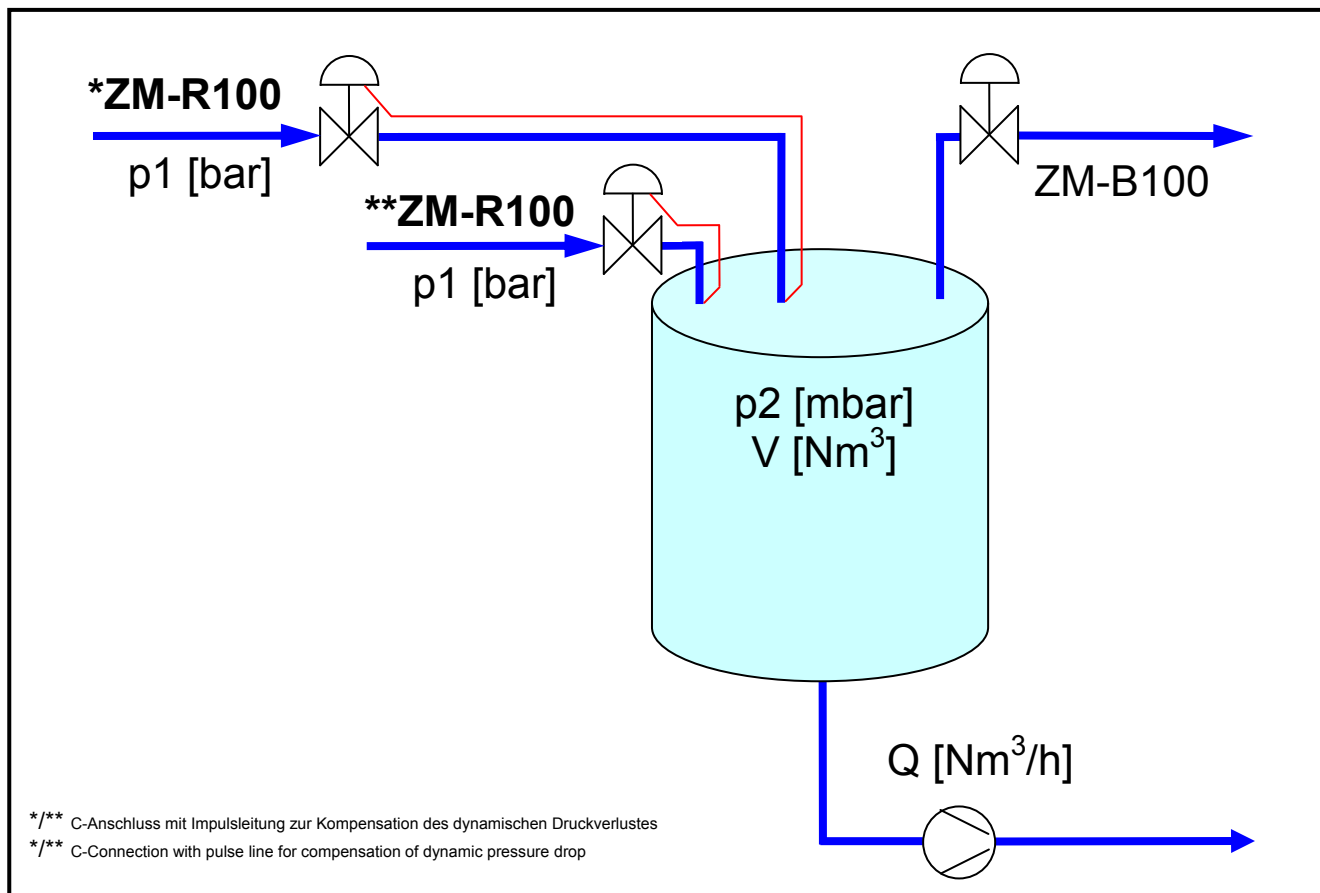 *ZM-R100
p1 [bar]
**ZM-R100
p1 [bar]
ZM-B100
p2 [mbar]
V [Nm³]
Q [Nm³/h]
*/** C-Anschluss mit Impulsleitung zur Kompensation des dynamischen Druckverlustes
*/** C-Connection with pulse line for compensation of dynamic pressure drop